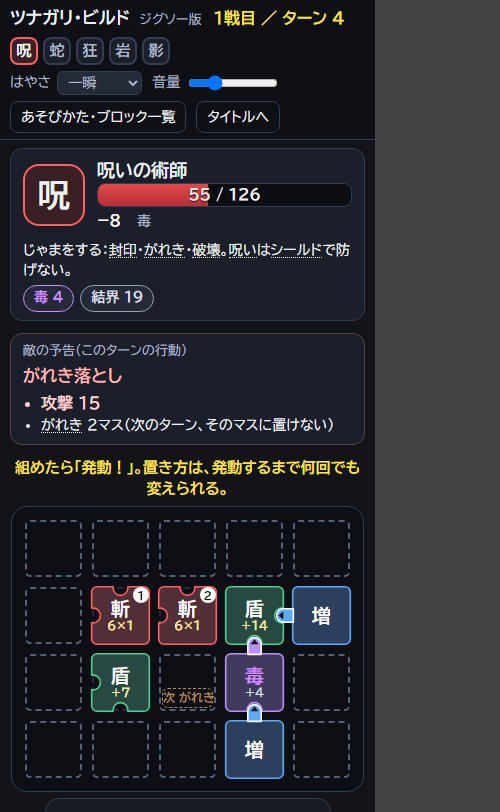 ツナガリ・ビルド ジグソー版 1戦目 ／ ターン 4
呪 蛇 狂 岩 影
はやさ 一瞬 音量
あそびかた・ブロック一覧 タイトルへ
呪
呪いの術師
55 / 126
−8 毒
じゃまをする：封印・がれき・破壊。呪いはシールドで防
げない。
毒 4 結界 19
敵の予告（このターンの行動）
がれき落とし
• 攻撃 15
• がれき 2マス（次のターン、そのマスに置けない）
組めたら「発動！」。置き方は、発動するまで何回でも
変えられる。
斬 1 斬 2 盾 増
6×1 6×1 +14
盾 毒
+7 次 がれき +4
増